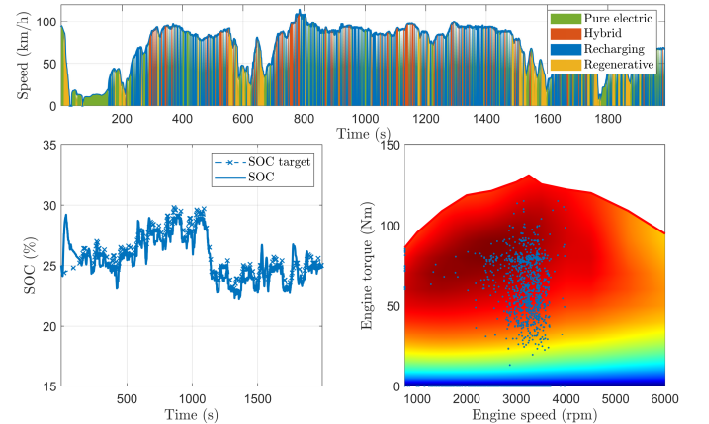 Speed (km/h)
100
50
0
200
400
600
800
1000
1200
1400
1600
1800
Time (s)
Pure electric
Hybrid
Recharging
Regenerative
SOC (%)
35
30
25
20
15
500
1000
1500
Time (s)
SOC target
SOC
Engine torque (Nm)
150
100
50
0
1000
2000
3000
4000
5000
6000
Engine speed (rpm)